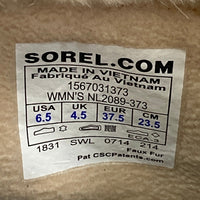 SOREL.COM
MADE IN VIETNAM
Fabriqué Au Vietnam
1567031373
WMN'S NL2089-373
USA UK EUR CM
6.5 4.5 37.5 23.5
1831 SWL 0714 214
Faux Fur
Pat CSCPatents.com